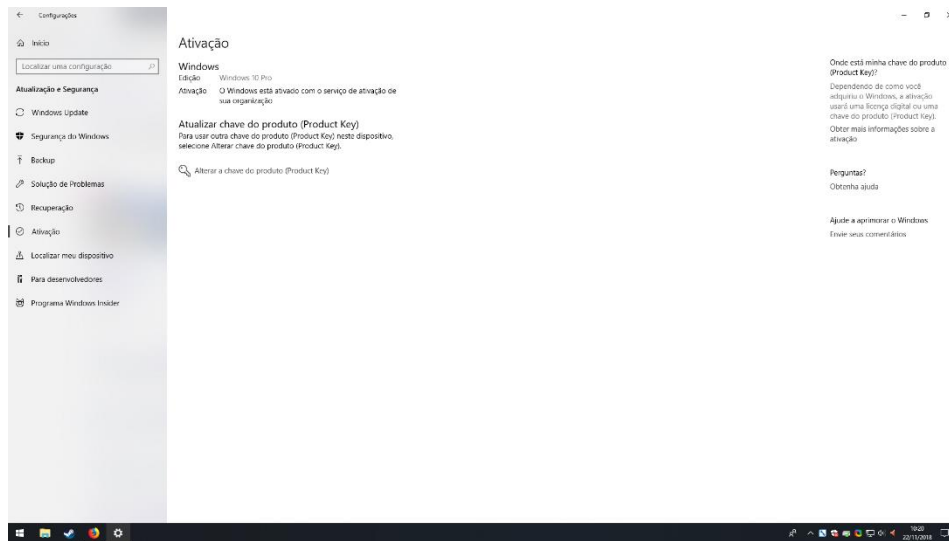 Configurações
Início
Localizar uma configuração
Atualização e Segurança
Windows Update
Segurança do Windows
Backup
Solução de Problemas
Recuperação
Ativação
Localizar meu dispositivo
Para desenvolvedores
Programa Windows Insider
Ativação
Windows
Edição Windows 10 Pro
Ativação O Windows está ativado com o serviço de ativação de
sua organização
Atualizar chave do produto (Product Key)
Para usar outra chave do produto (Product Key) neste dispositivo,
selecione Alterar chave do produto (Product Key).
Alterar a chave do produto (Product Key)
Onde está minha chave do produto
(Product Key)?
Dependendo de como você
adquiriu o Windows, a ativação
usará uma licença digital ou uma
chave do produto (Product Key).
Obter mais informações sobre a
ativação
Perguntas?
Obtenha ajuda
Ajude a aprimorar o Windows
Envie seus comentários
10:20
22/11/2018